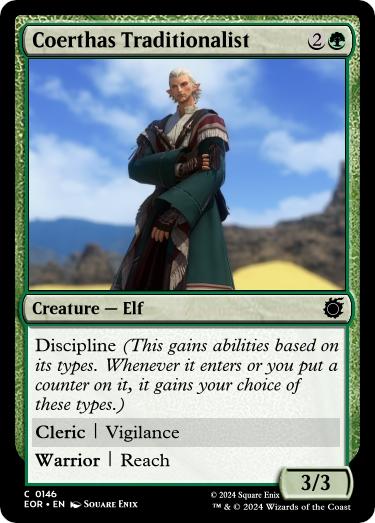 Coerthas Traditionalist 2
Creature — Elf
Discipline (This gains abilities based on
its types. Whenever it enters or you put a
counter on it, it gains your choice of
these types.)
Cleric | Vigilance
Warrior | Reach
3/3
C 0146
EOR • EN Square Enix
© 2024 Square Enix
™ & © 2024 Wizards of the Coast